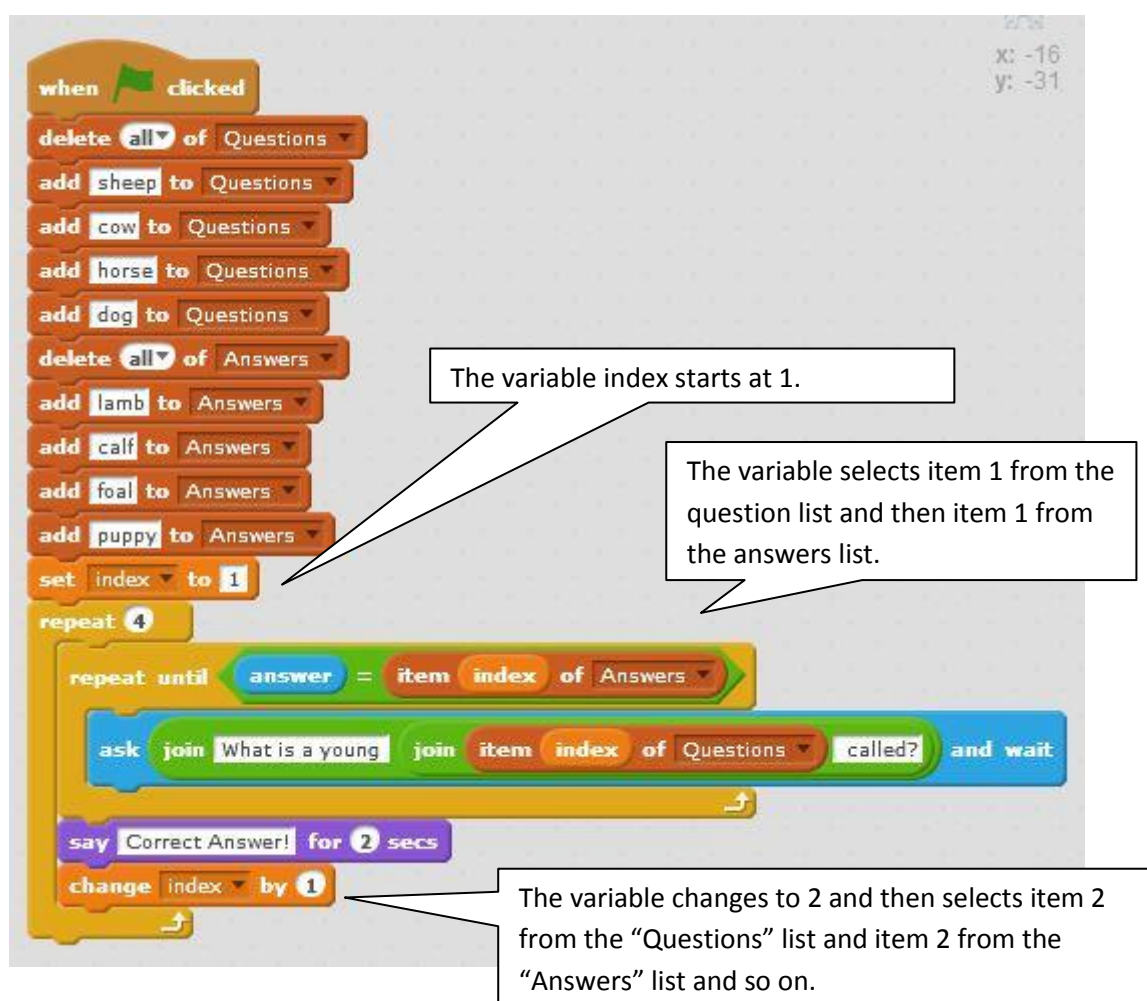 x: -16
y: -31
when clicked
delete all of Questions
add sheep to Questions
add cow to Questions
add horse to Questions
add dog to Questions
delete all of Answers
add lamb to Answers
add calf to Answers
add foal to Answers
add puppy to Answers
set index to 1
The variable index starts at 1.
The variable selects item 1 from the
question list and then item 1 from
the answers list.
repeat 4
repeat until answer = item index of Answers
ask join What is a young join item index of Questions called? and wait
say Correct Answer! for 2 secs
change index by 1
The variable changes to 2 and then selects item 2
from the “Questions” list and item 2 from the
“Answers” list and so on.